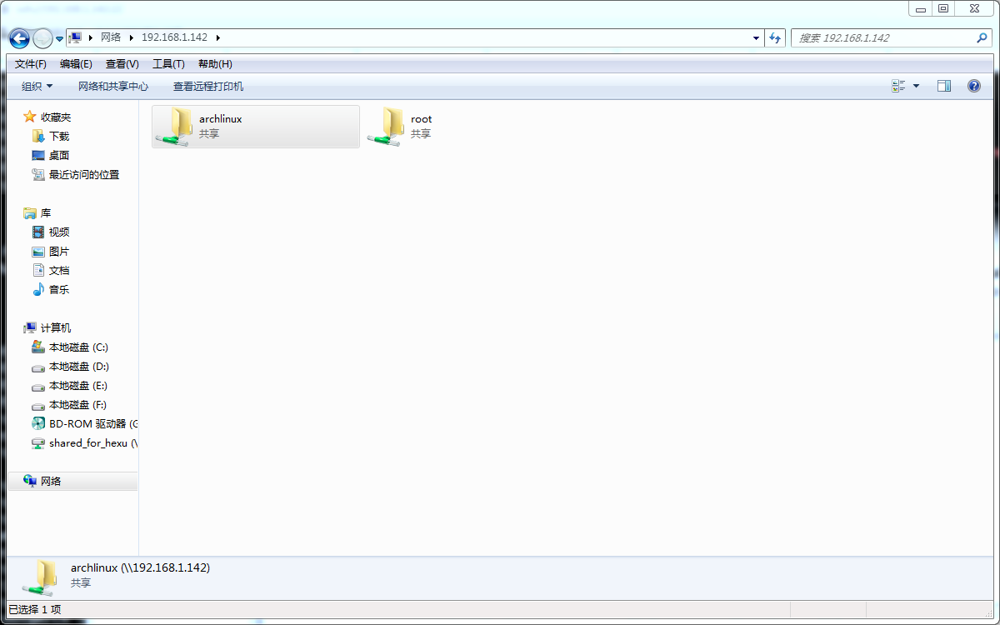 网络 192.168.1.142
搜索 192.168.1.142
文件(F) 编辑(E) 查看(V) 工具(T) 帮助(H)
组织 网络和共享中心 查看远程打印机
收藏夹
下载
桌面
最近访问的位置
库
视频
图片
文档
音乐
计算机
本地磁盘 (C:)
本地磁盘 (D:)
本地磁盘 (E:)
本地磁盘 (F:)
BD-ROM 驱动器 (G
shared_for_hexu (\
网络
archlinux
共享
root
共享
archlinux (\\192.168.1.142)
共享
已选择 1 项